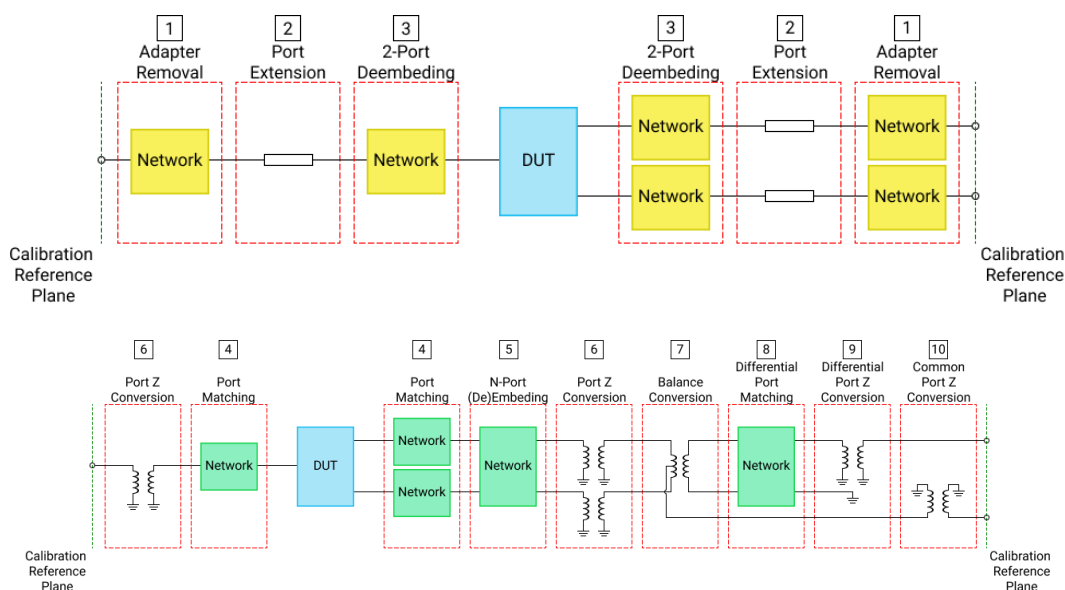 1
2
3
3
2
1
Adapter
Removal
Port
Extension
2-Port
Deembeding
2-Port
Deembeding
Port
Extension
Adapter
Removal
Network
Network
DUT
Network
Network
Network
Network
Calibration
Reference
Plane
Calibration
Reference
Plane
6
4
4
5
6
7
8
9
10
Port Z
Conversion
Port
Matching
Port
Matching
N-Port
(De)Embeding
Port Z
Conversion
Balance
Conversion
Differential
Port
Matching
Differential
Port Z
Conversion
Common
Port Z
Conversion
Network
DUT
Network
Network
Network
Network
Calibration
Reference
Plane
Calibration
Reference
Plane